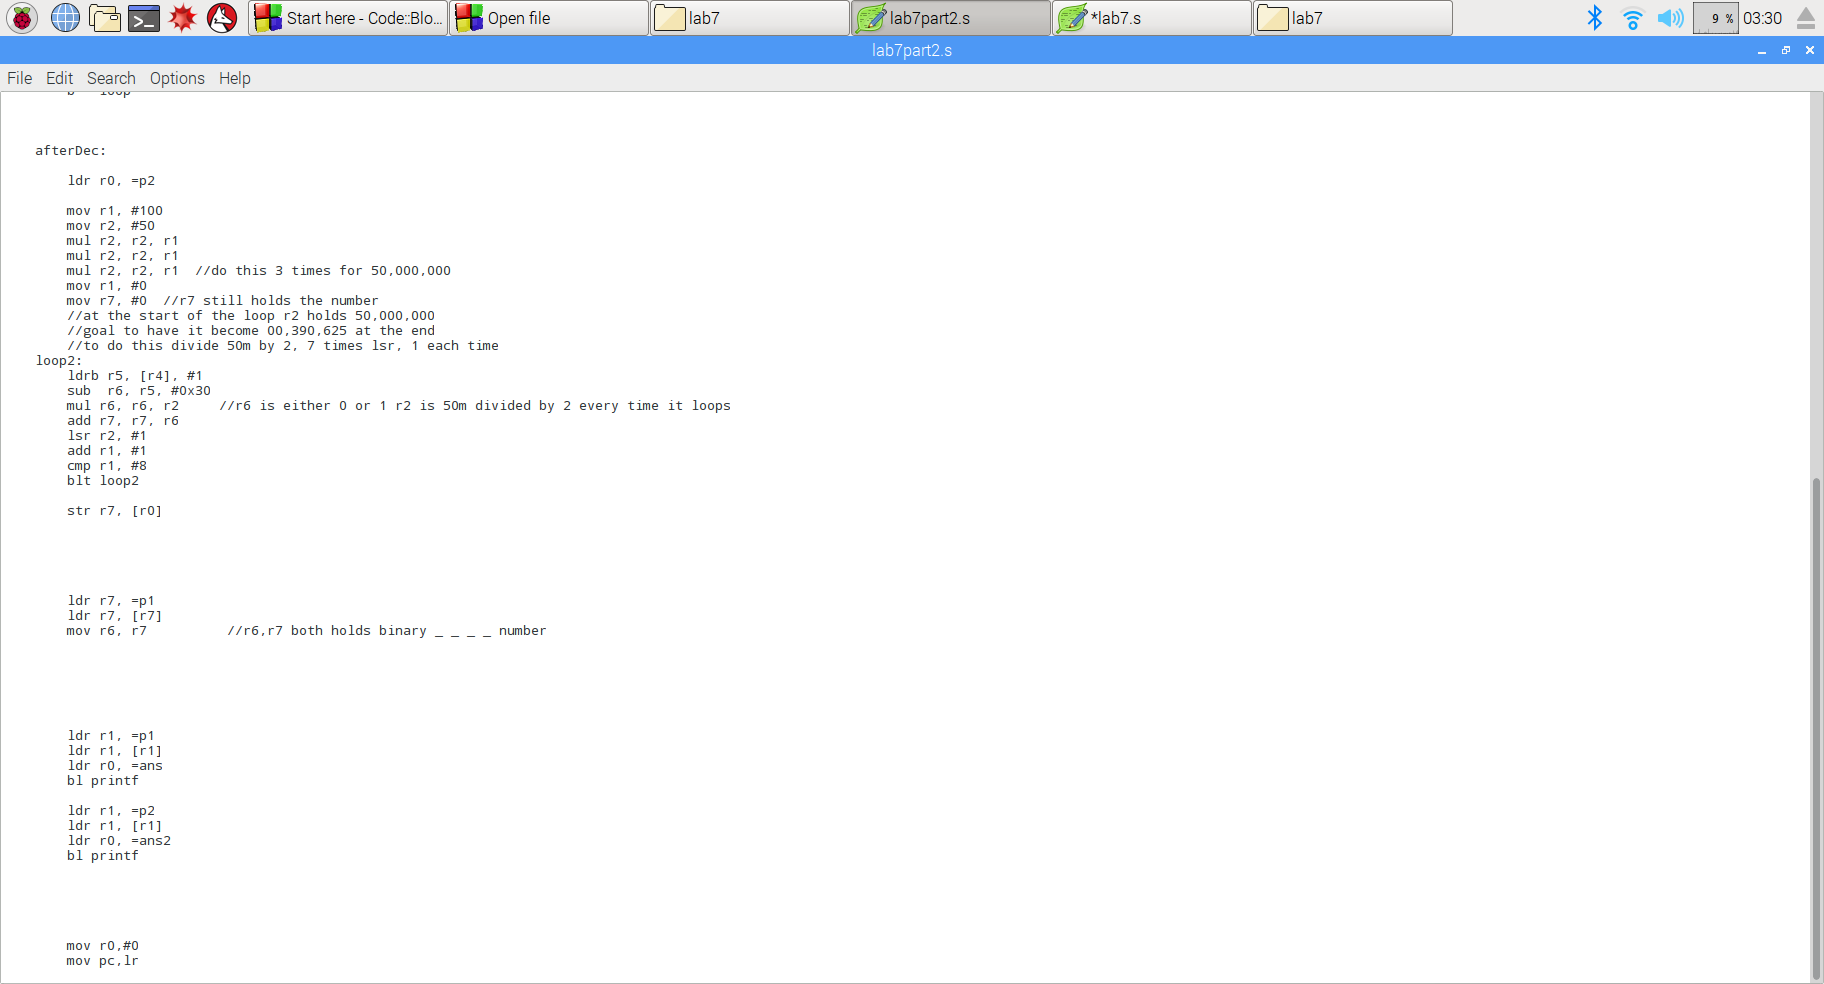 Start here - Code::Blo...
Open file
lab7
lab7part2.s
*lab7.s
lab7
9 %
03:30
lab7part2.s
File Edit Search Options Help
b loop
afterDec:
ldr r0, =p2
mov r1, #100
mov r2, #50
mul r2, r2, r1
mul r2, r2, r1
mul r2, r2, r1 //do this 3 times for 50,000,000
mov r1, #0
mov r7, #0 //r7 still holds the number
//at the start of the loop r2 holds 50,000,000
//goal to have it become 00,390,625 at the end
//to do this divide 50m by 2, 7 times lsr, 1 each time
loop2:
ldrb r5, [r4], #1
sub r6, r5, #0x30
mul r6, r6, r2 //r6 is either 0 or 1 r2 is 50m divided by 2 every time it loops
add r7, r7, r6
lsr r2, #1
add r1, #1
cmp r1, #8
blt loop2
str r7, [r0]
ldr r7, =p1
ldr r7, [r7]
mov r6, r7 //r6,r7 both holds binary _ _ _ _ number
ldr r1, =p1
ldr r1, [r1]
ldr r0, =ans
bl printf
ldr r1, =p2
ldr r1, [r1]
ldr r0, =ans2
bl printf
mov r0,#0
mov pc,lr